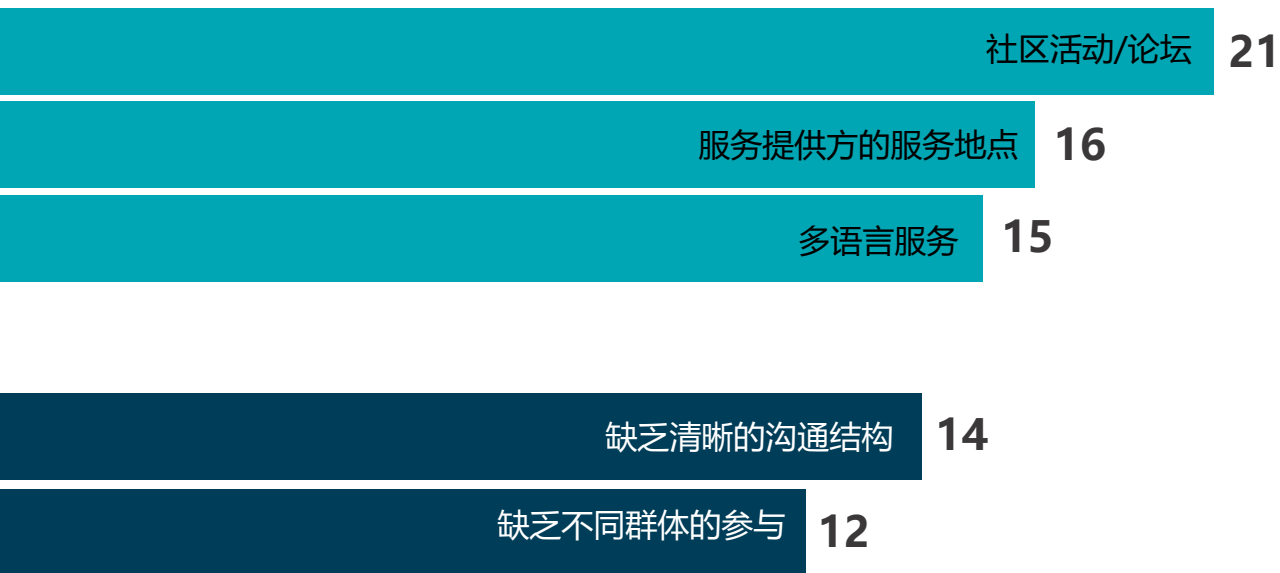 社区活动/论坛 21
服务提供方的服务地点 16
多语言服务 15
缺乏清晰的沟通结构 14
缺乏不同群体的参与 12